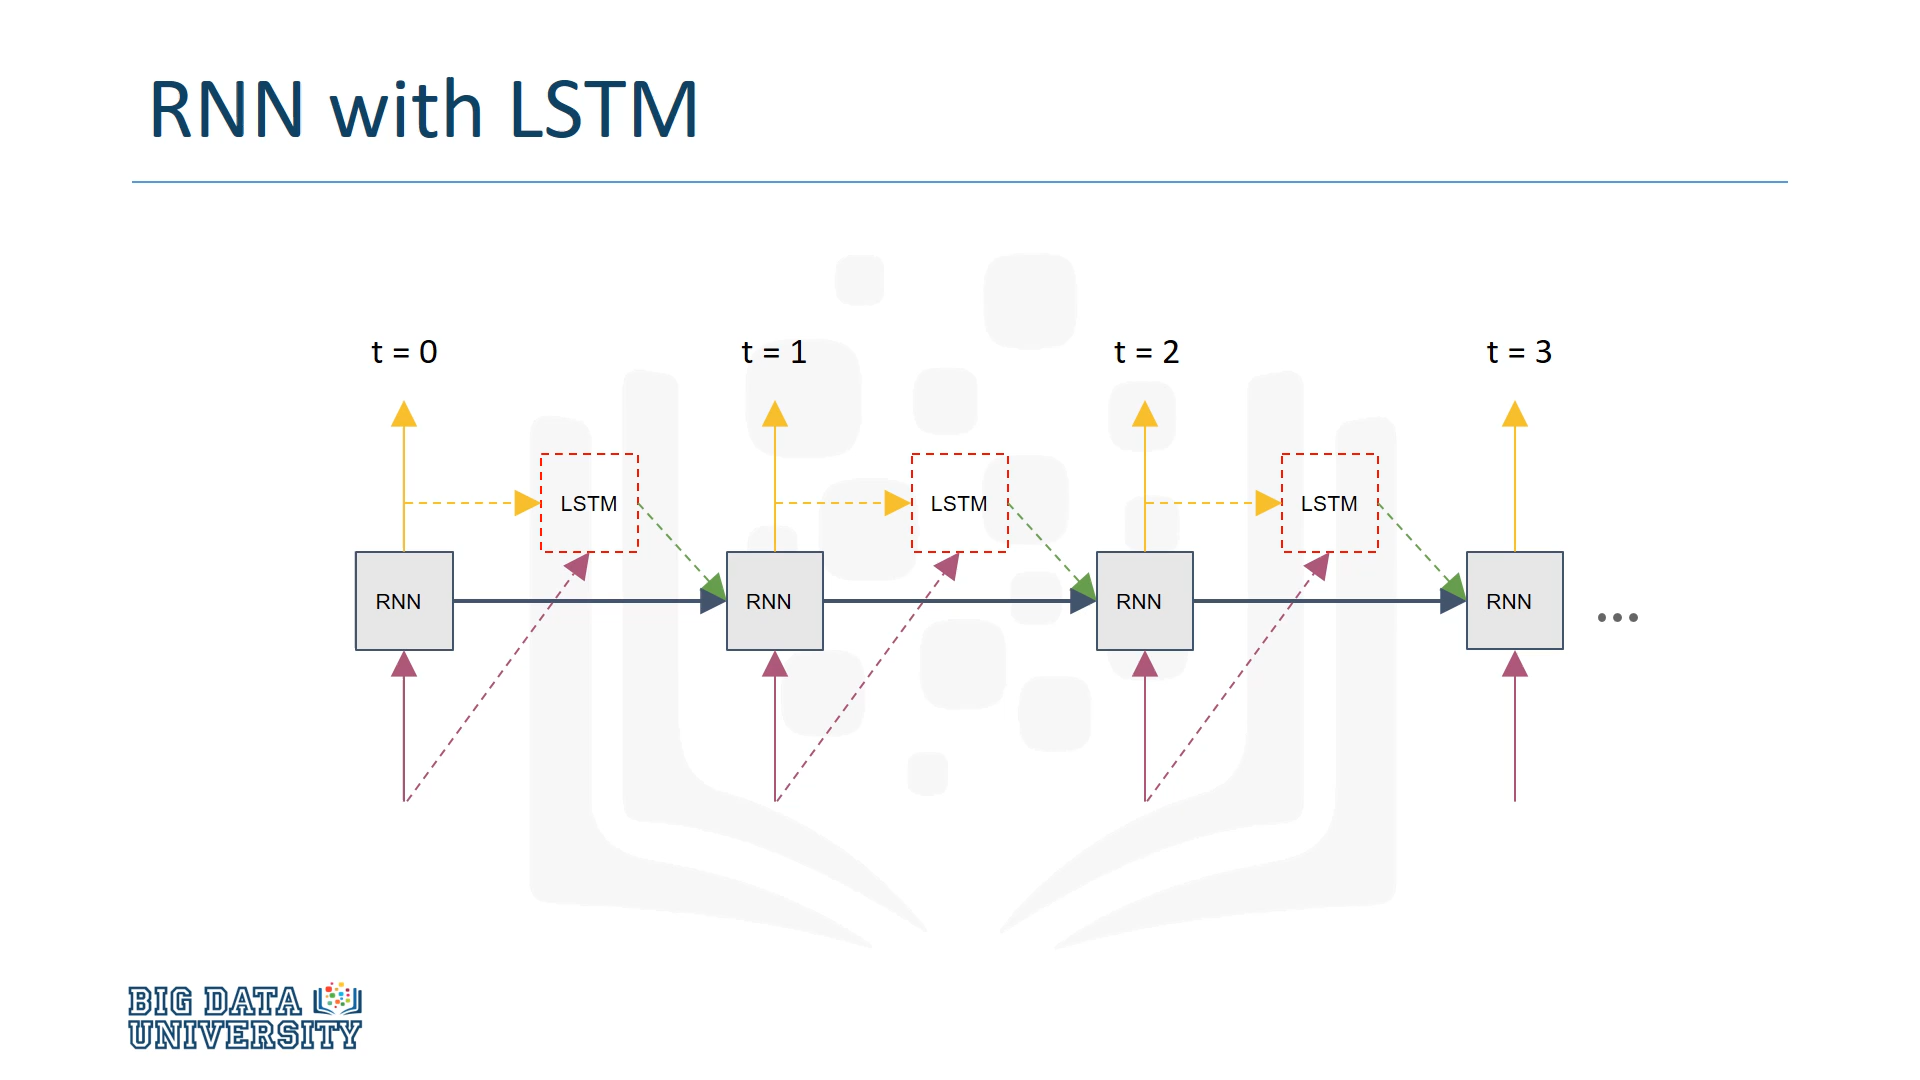 RNN with LSTM
t = 0
t = 1
t = 2
t = 3
LSTM
LSTM
LSTM
RNN
RNN
RNN
RNN
...
BIG DATA
UNIVERSITY